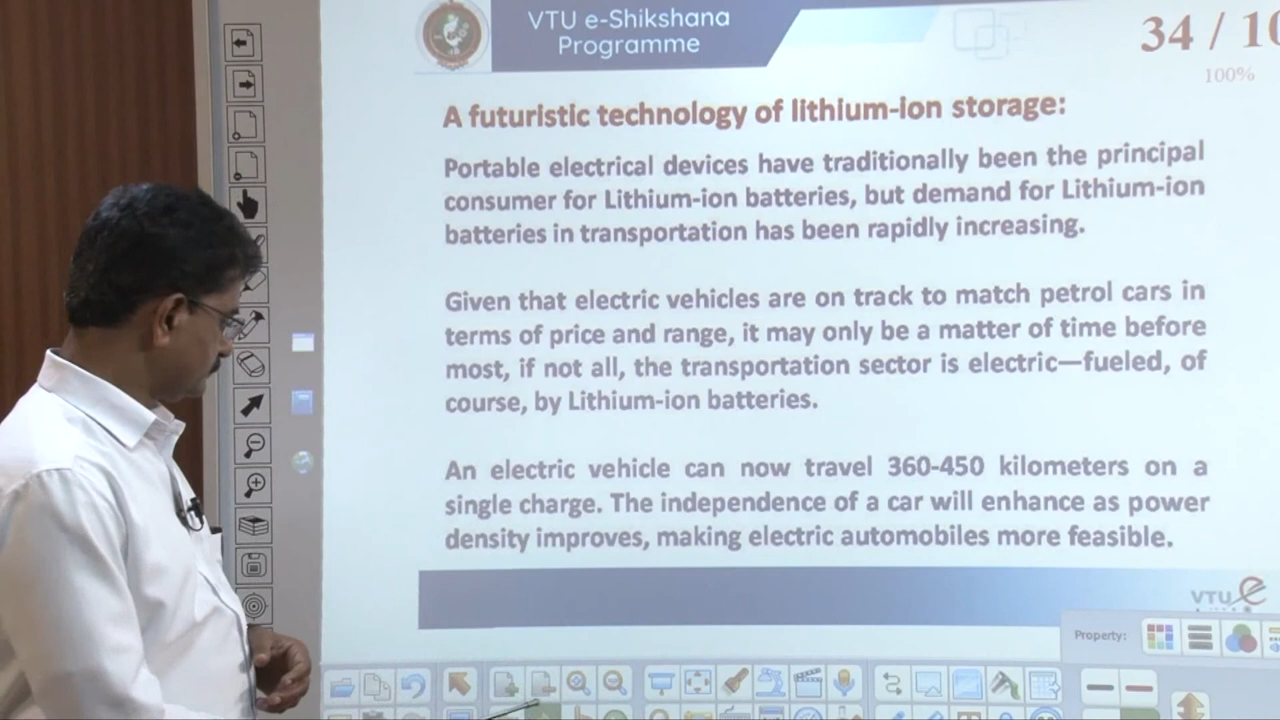 VTU e-Shikshana
Programme
34 / 10
100%
A futuristic technology of lithium-ion storage:
Portable electrical devices have traditionally been the principal
consumer for Lithium-ion batteries, but demand for Lithium-ion
batteries in transportation has been rapidly increasing.
Given that electric vehicles are on track to match petrol cars in
terms of price and range, it may only be a matter of time before
most, if not all, the transportation sector is electric—fueled, of
course, by Lithium-ion batteries.
An electric vehicle can now travel 360-450 kilometers on a
single charge. The independence of a car will enhance as power
density improves, making electric automobiles more feasible.
VTU e
Property: